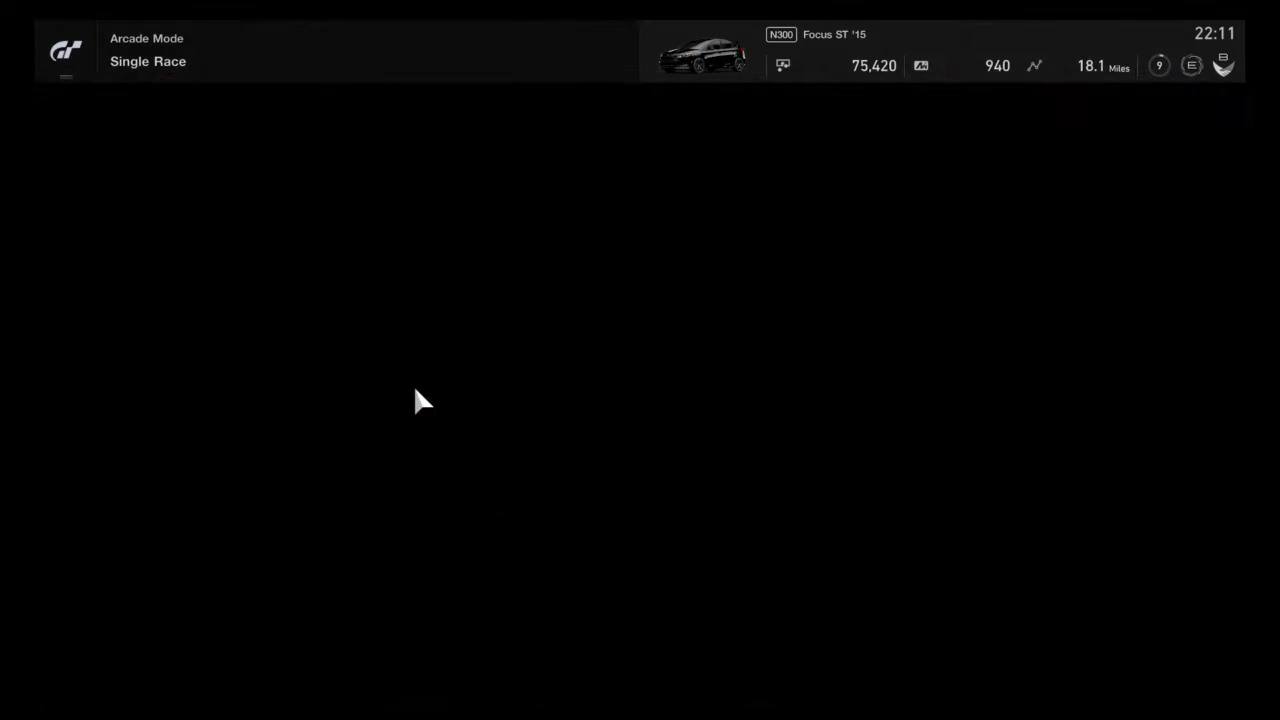 Arcade Mode
Single Race
N300 Focus ST '15
22:11
75,420
940
18.1 Miles
9
E
B